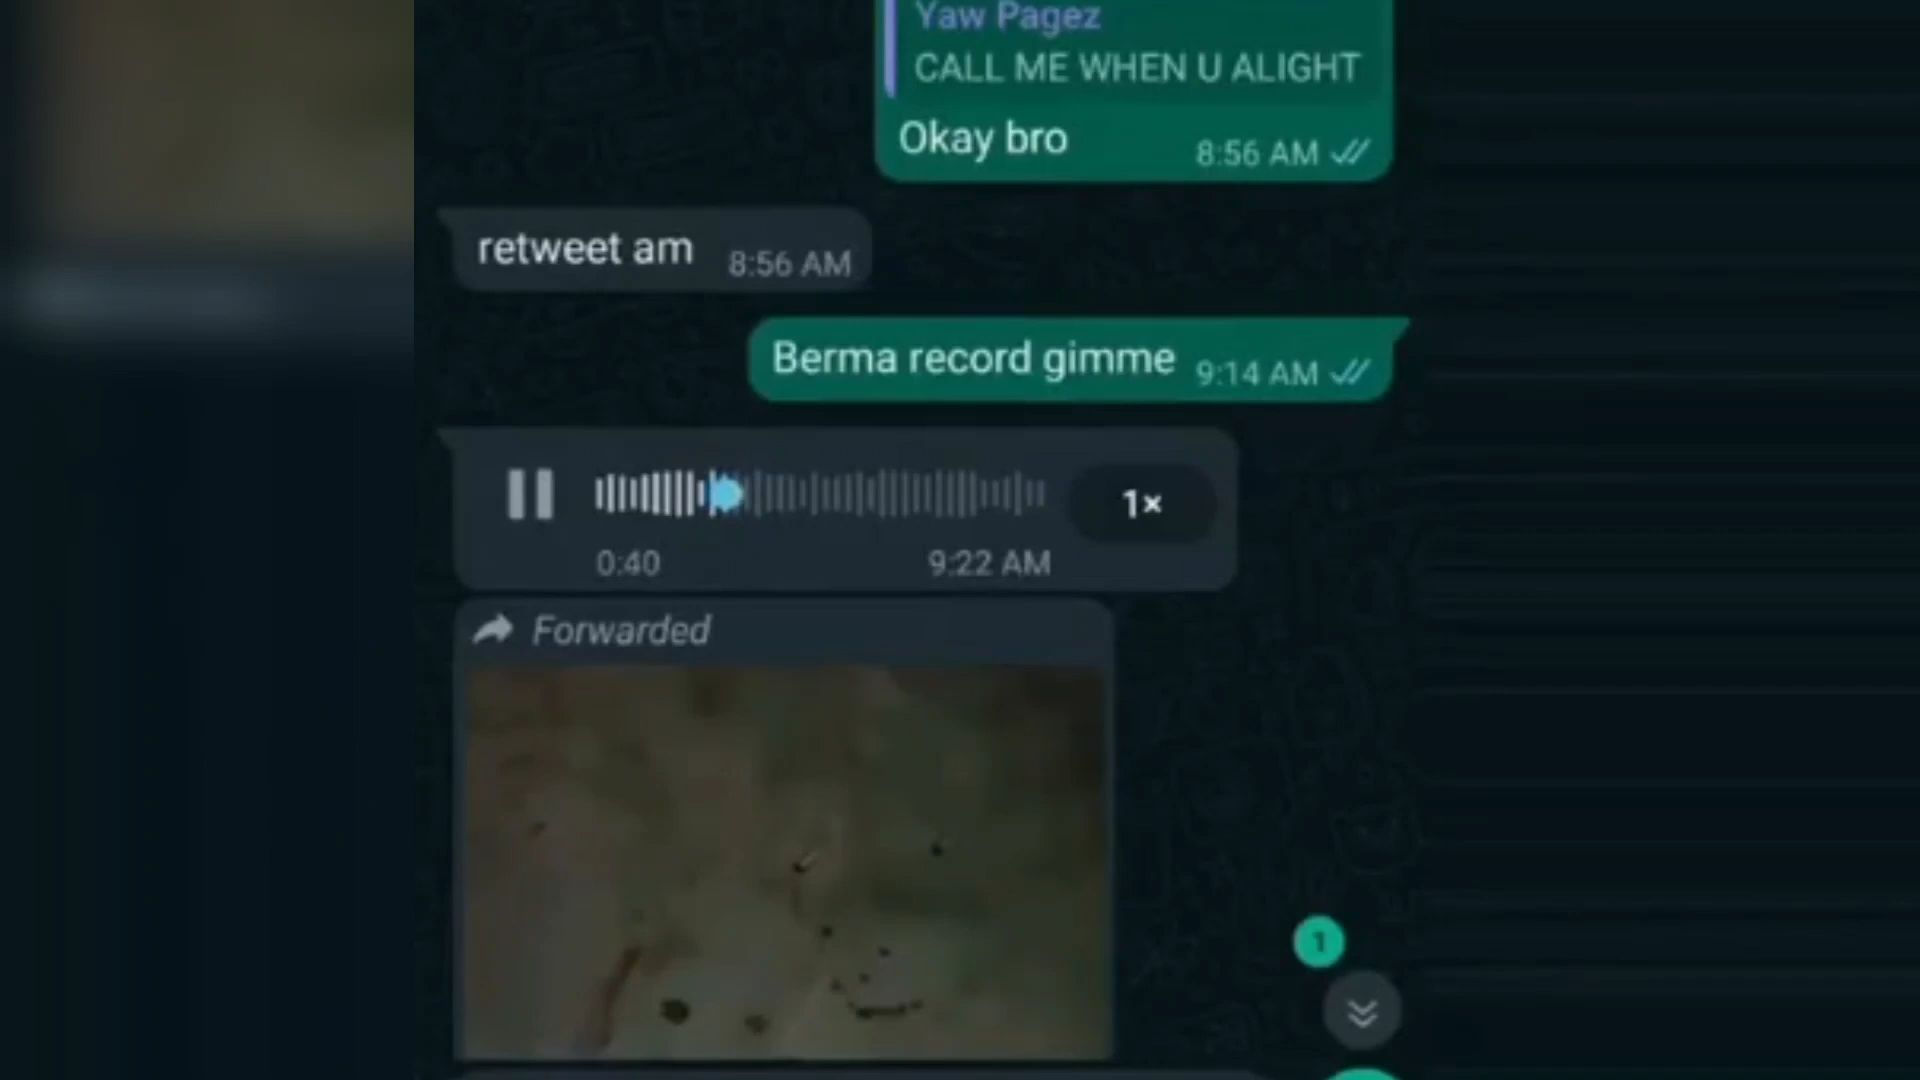 Yaw Pagez
CALL ME WHEN U ALIGHT
Okay bro
8:56 AM
retweet am
8:56 AM
Berma record gimme
9:14 AM
1×
0:40
9:22 AM
Forwarded
1